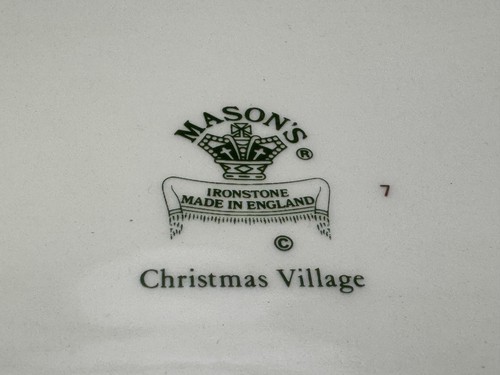 MASON'S ®
IRONSTONE
MADE IN ENGLAND
7
©
Christmas Village